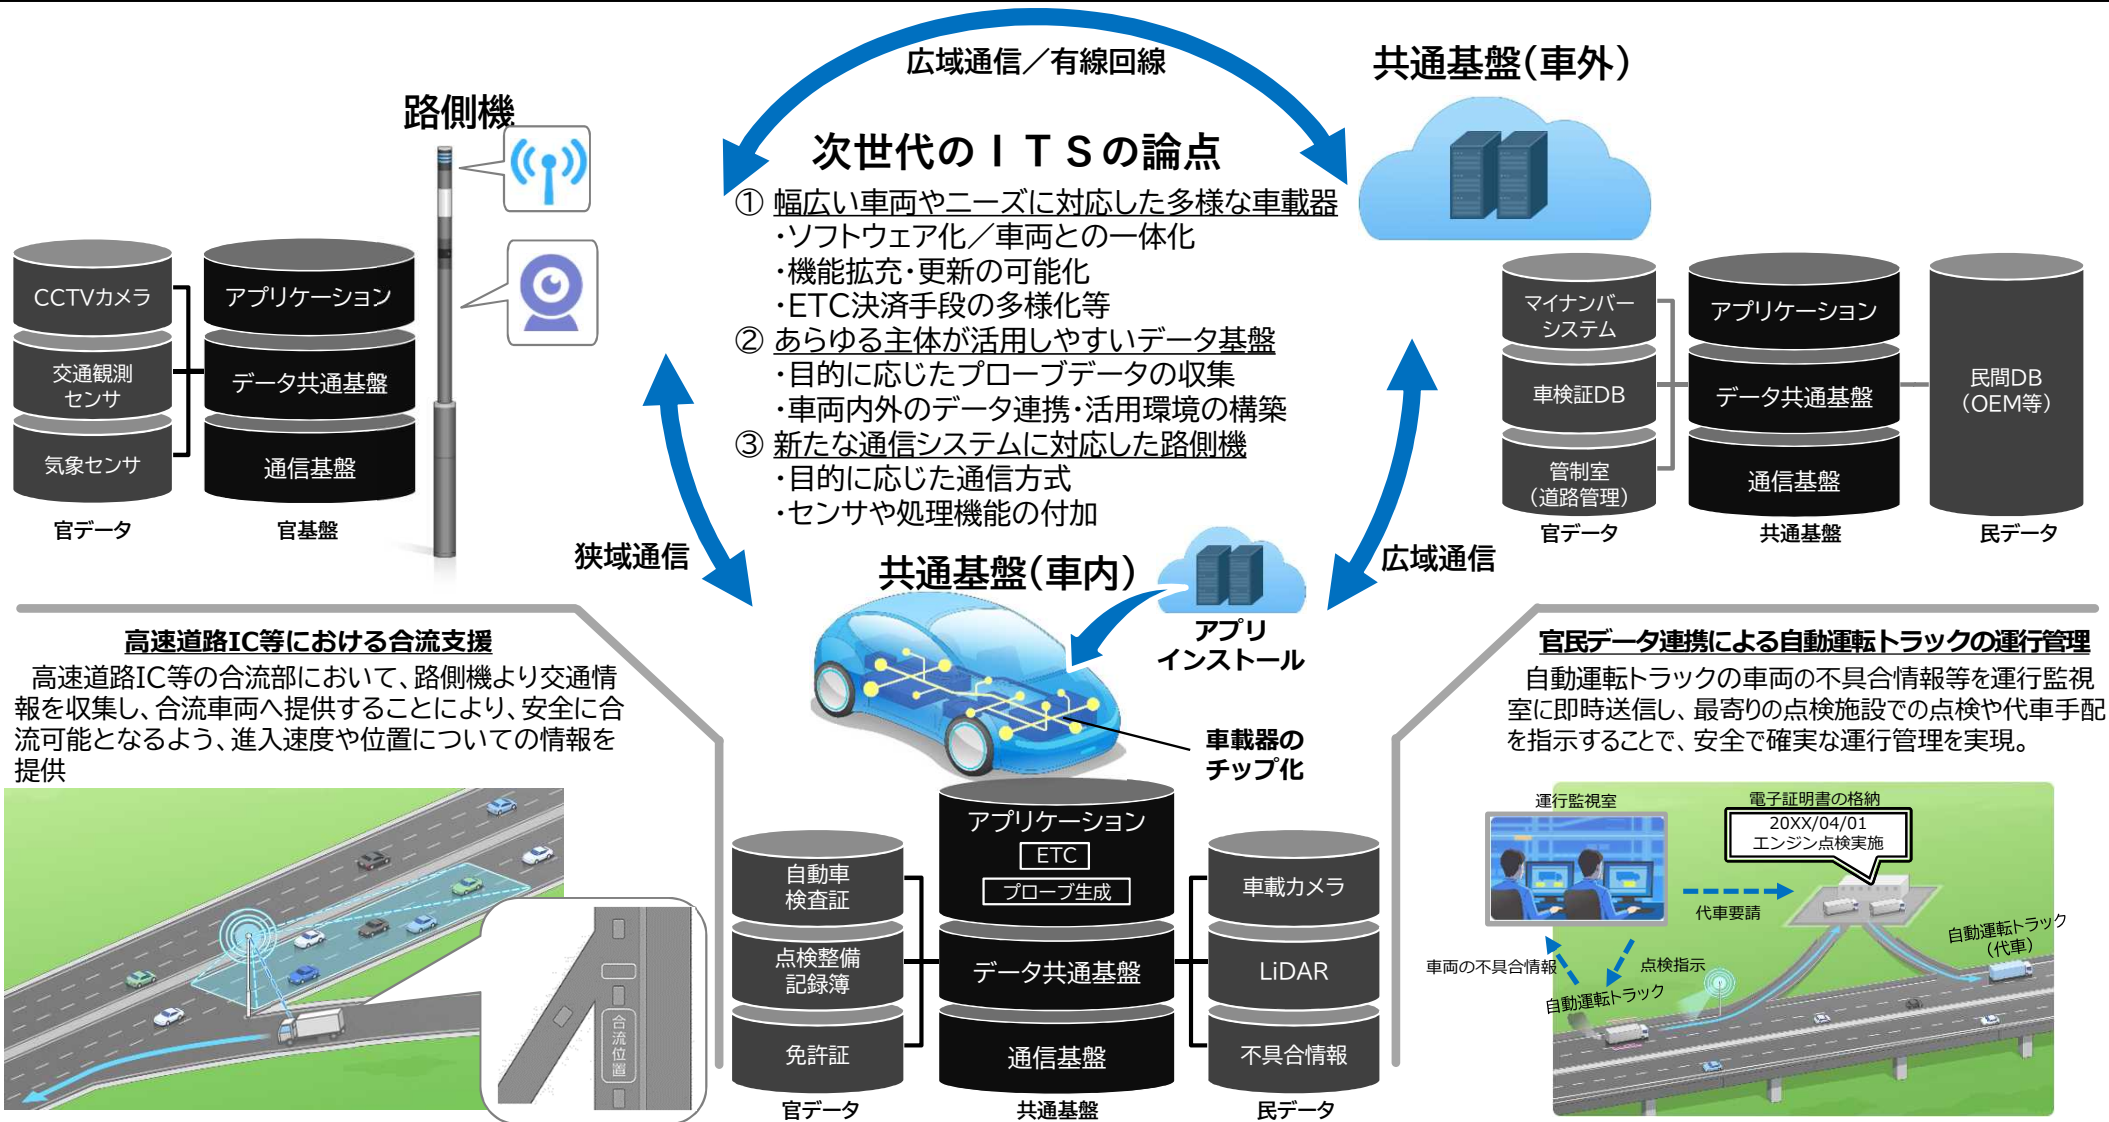 広域通信／有線回線
共通基盤(車外)
路側機
次世代のＩＴＳの論点
① 幅広い車両やニーズに対応した多様な車載器
・ソフトウェア化／車両との一体化
・機能拡充・更新の可能化
・ETC決済手段の多様化等
② あらゆる主体が活用しやすいデータ基盤
・目的に応じたプローブデータの収集
・車両内外のデータ連携・活用環境の構築
③ 新たな通信システムに対応した路側機
・目的に応じた通信方式
・センサや処理機能の付加
CCTVカメラ
交通観測
センサ
気象センサ
官データ
アプリケーション
データ共通基盤
通信基盤
官基盤
マイナンバー
システム
車検証DB
管制室
（道路管理）
官データ
アプリケーション
データ共通基盤
通信基盤
共通基盤
民間DB
（OEM等）
民データ
狭域通信
広域通信
共通基盤(車内)
アプリ
インストール
車載器の
チップ化
高速道路IC等における合流支援
高速道路IC等の合流部において、路側機より交通情
報を収集し、合流車両へ提供することにより、安全に合
流可能となるよう、進入速度や位置についての情報を
提供
合流位置
自動車
検査証
点検整備
記録簿
免許証
官データ
アプリケーション
ETC
プローブ生成
データ共通基盤
通信基盤
共通基盤
車載カメラ
LiDAR
不具合情報
民データ
官民データ連携による自動運転トラックの運行管理
自動運転トラックの車両の不具合情報等を運行監視
室に即時送信し、最寄りの点検施設での点検や代車手配
を指示することで、安全で確実な運行管理を実現。
運行監視室
電子証明書の格納
20XX/04/01
エンジン点検実施
代車要請
自動運転トラック
（代車）
車両の不具合情報
点検指示
自動運転トラック